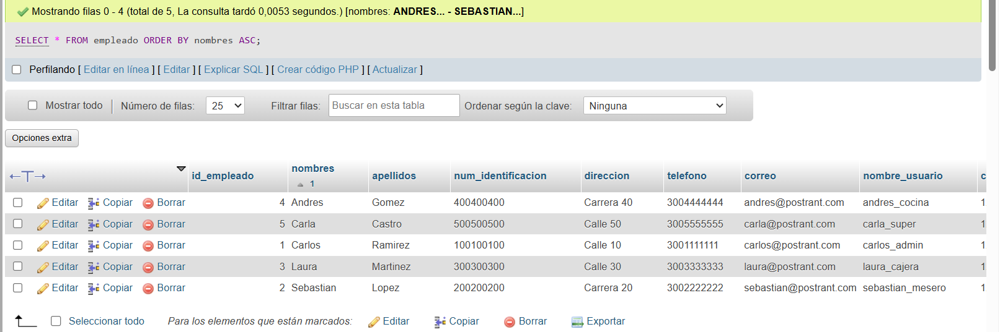 Mostrando filas 0 - 4 (total de 5, La consulta tardó 0,0053 segundos.) [nombres: ANDRES... - SEBASTIAN...]
SELECT * FROM empleado ORDER BY nombres ASC;
Perfilando [ Editar en línea ] [ Editar ] [ Explicar SQL ] [ Crear código PHP ] [ Actualizar ]
Mostrar todo Número de filas: 25 Filtrar filas: Buscar en esta tabla Ordenar según la clave: Ninguna
Opciones extra
id_empleado nombres 1 apellidos num_identificacion direccion telefono correo nombre_usuario c
Editar Copiar Borrar 4 Andres Gomez 400400400 Carrera 40 3004444444 andres@postrant.com andres_cocina 1
Editar Copiar Borrar 5 Carla Castro 500500500 Calle 50 3005555555 carla@postrant.com carla_super 1
Editar Copiar Borrar 1 Carlos Ramirez 100100100 Calle 10 3001111111 carlos@postrant.com carlos_admin 1
Editar Copiar Borrar 3 Laura Martinez 300300300 Calle 30 3003333333 laura@postrant.com laura_cajera 1
Editar Copiar Borrar 2 Sebastian Lopez 200200200 Carrera 20 3002222222 sebastian@postrant.com sebastian_mesero 1
Seleccionar todo Para los elementos que están marcados: Editar Copiar Borrar Exportar